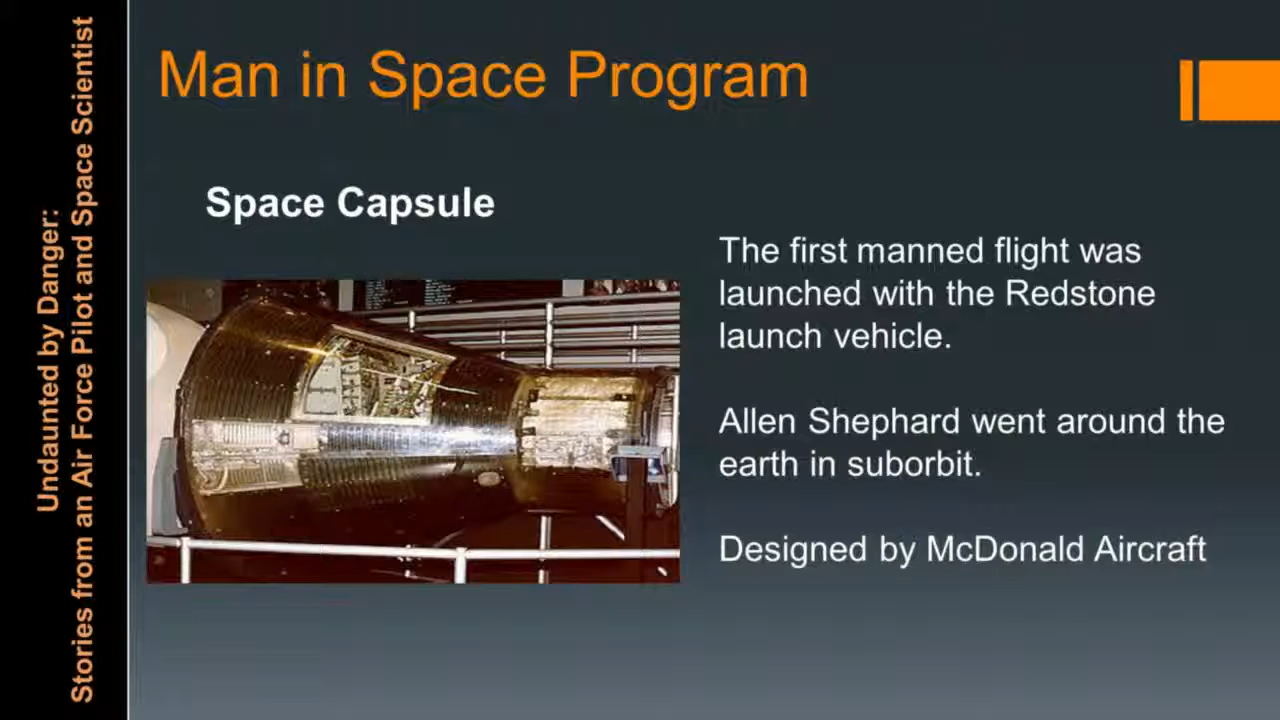 Undaunted by Danger:
Stories from an Air Force Pilot and Space Scientist
Man in Space Program
Space Capsule
The first manned flight was
launched with the Redstone
launch vehicle.
Allen Shephard went around the
earth in suborbit.
Designed by McDonald Aircraft